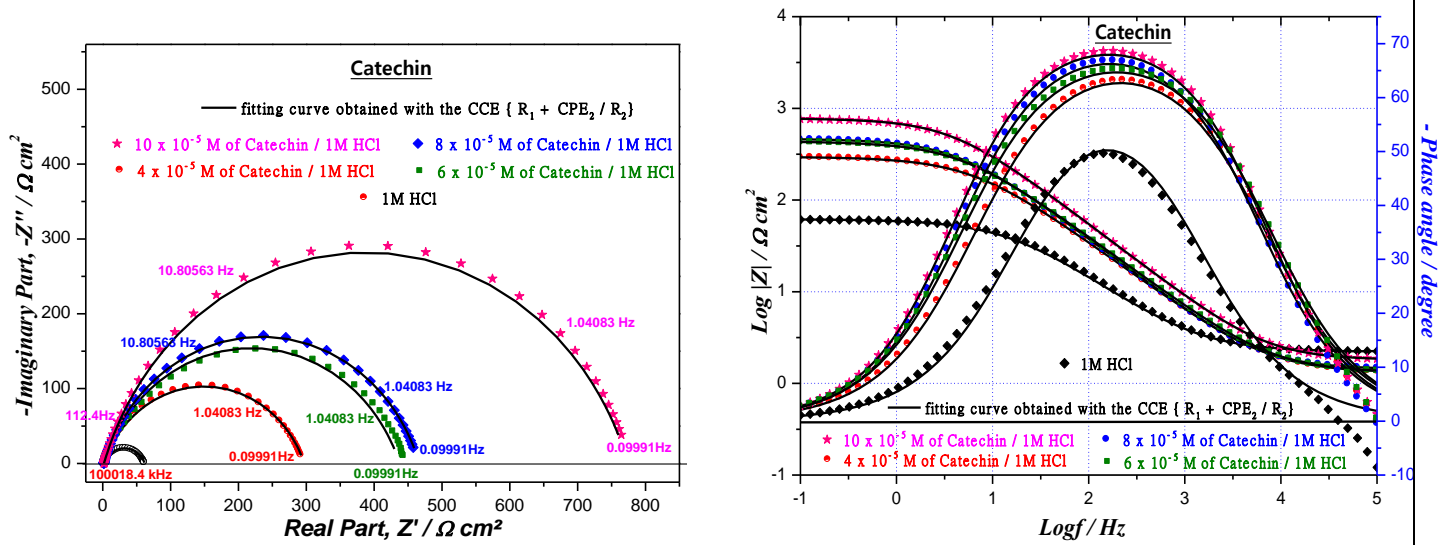 Catechin
fitting curve obtained with the CCE { R₁ + CPE₂ / R₂}
10 x 10⁻⁵ M of Catechin / 1M HCl
8 x 10⁻⁵ M of Catechin / 1M HCl
4 x 10⁻⁵ M of Catechin / 1M HCl
6 x 10⁻⁵ M of Catechin / 1M HCl
1M HCl
-Imaginary Part, -Z'' / Ω cm²
500
400
300
200
100
0
10.80563 Hz
1.04083 Hz
10.80563 Hz
1.04083 Hz
112.4Hz
1.04083 Hz
1.04083 Hz
0.09991Hz
0.09991Hz
0.09991Hz
0.09991Hz
100018.4 kHz
0 100 200 300 400 500 600 700 800
Real Part, Z' / Ω cm²
Catechin
Log |Z| / Ω cm²
4
3
2
1
0
-1
70
60
50
40
30
20
10
0
-10
- Phase angle / degree
1M HCl
fitting curve obtained with the CCE { R₁ + CPE₂ / R₂}
10 x 10⁻⁵ M of Catechin / 1M HCl
8 x 10⁻⁵ M of Catechin / 1M HCl
4 x 10⁻⁵ M of Catechin / 1M HCl
6 x 10⁻⁵ M of Catechin / 1M HCl
-1 0 1 2 3 4 5
Logf / Hz